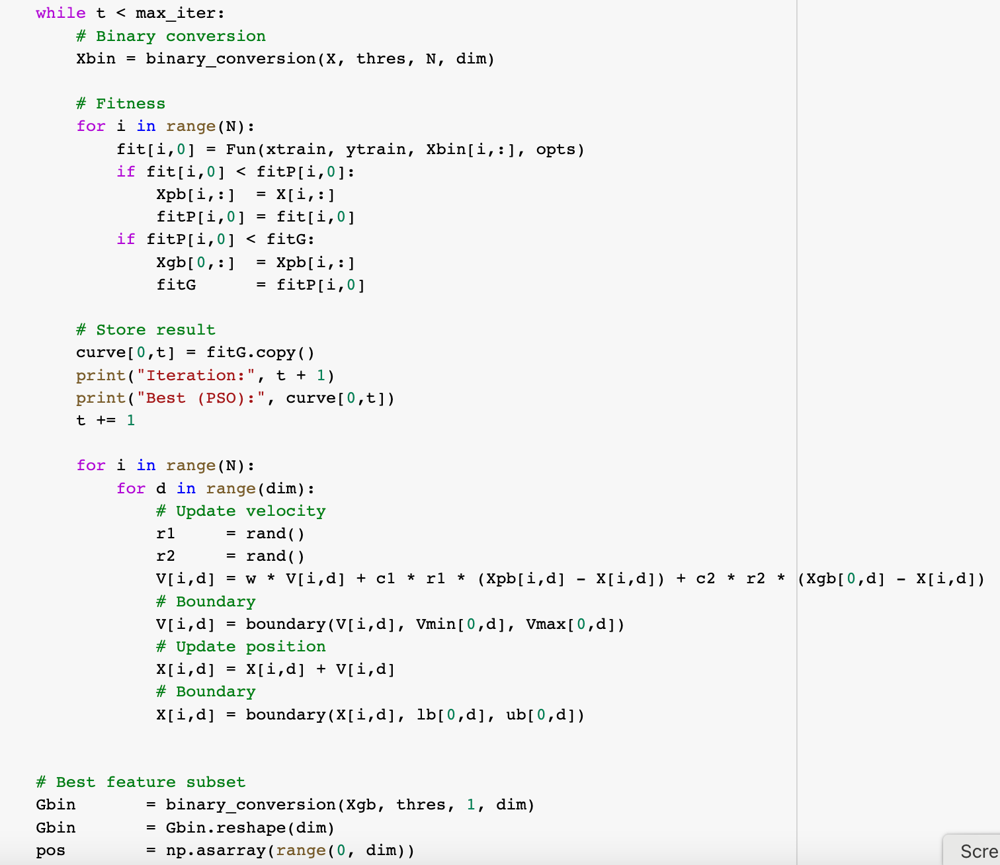 while t < max_iter:
    # Binary conversion
    Xbin = binary_conversion(X, thres, N, dim)

    # Fitness
    for i in range(N):
        fit[i,0] = Fun(xtrain, ytrain, Xbin[i,:], opts)
        if fit[i,0] < fitP[i,0]:
            Xpb[i,:]  = X[i,:]
            fitP[i,0] = fit[i,0]
        if fitP[i,0] < fitG:
            Xgb[0,:]  = Xpb[i,:]
            fitG      = fitP[i,0]

    # Store result
    curve[0,t] = fitG.copy()
    print("Iteration:", t + 1)
    print("Best (PSO):", curve[0,t])
    t += 1

    for i in range(N):
        for d in range(dim):
            # Update velocity
            r1     = rand()
            r2     = rand()
            V[i,d] = w * V[i,d] + c1 * r1 * (Xpb[i,d] - X[i,d]) + c2 * r2 * (Xgb[0,d] - X[i,d])
            # Boundary
            V[i,d] = boundary(V[i,d], Vmin[0,d], Vmax[0,d])
            # Update position
            X[i,d] = X[i,d] + V[i,d]
            # Boundary
            X[i,d] = boundary(X[i,d], lb[0,d], ub[0,d])


# Best feature subset
Gbin       = binary_conversion(Xgb, thres, 1, dim)
Gbin       = Gbin.reshape(dim)
pos        = np.asarray(range(0, dim))
Scre